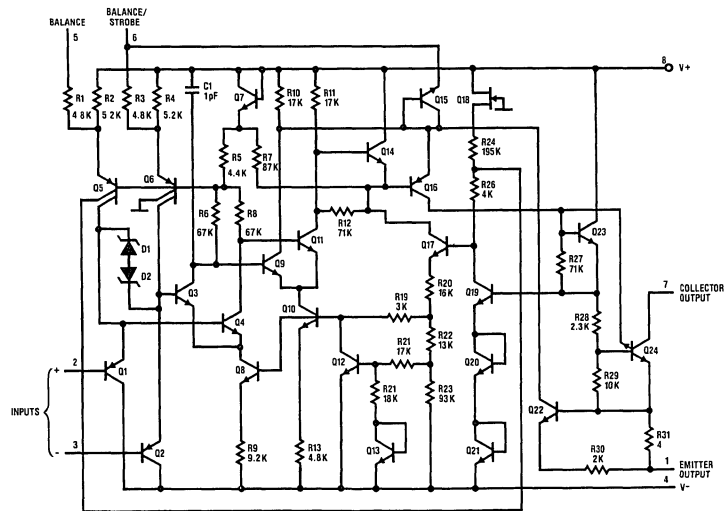 BALANCE/
BALANCE STROBE
5 6
8 V+
R1
4 8K
R2
5 2K
R3
4.8K
R4
5.2K
C1
1pF
Q7
R10
17K
R11
17K
Q15
Q18
R24
195K
Q14
R5
4.4K
R7
87K
Q5
Q6
Q16
R26
4K
R6
67K
R8
67K
R12
71K
Q17
Q23
D1
D2
Q11
Q9
R27
71K
Q3
R20
16K
Q19
7
COLLECTOR
OUTPUT
Q4
Q10
R19
3K
R22
13K
R28
2.3K
Q24
2
+
Q1
Q8
Q12
R21
17K
Q20
R29
10K
INPUTS
R21
18K
R23
93K
Q22
3
-
Q2
R9
9.2K
R13
4.8K
Q13
Q21
R30
2K
R31
4
1
EMITTER
OUTPUT
4
V-